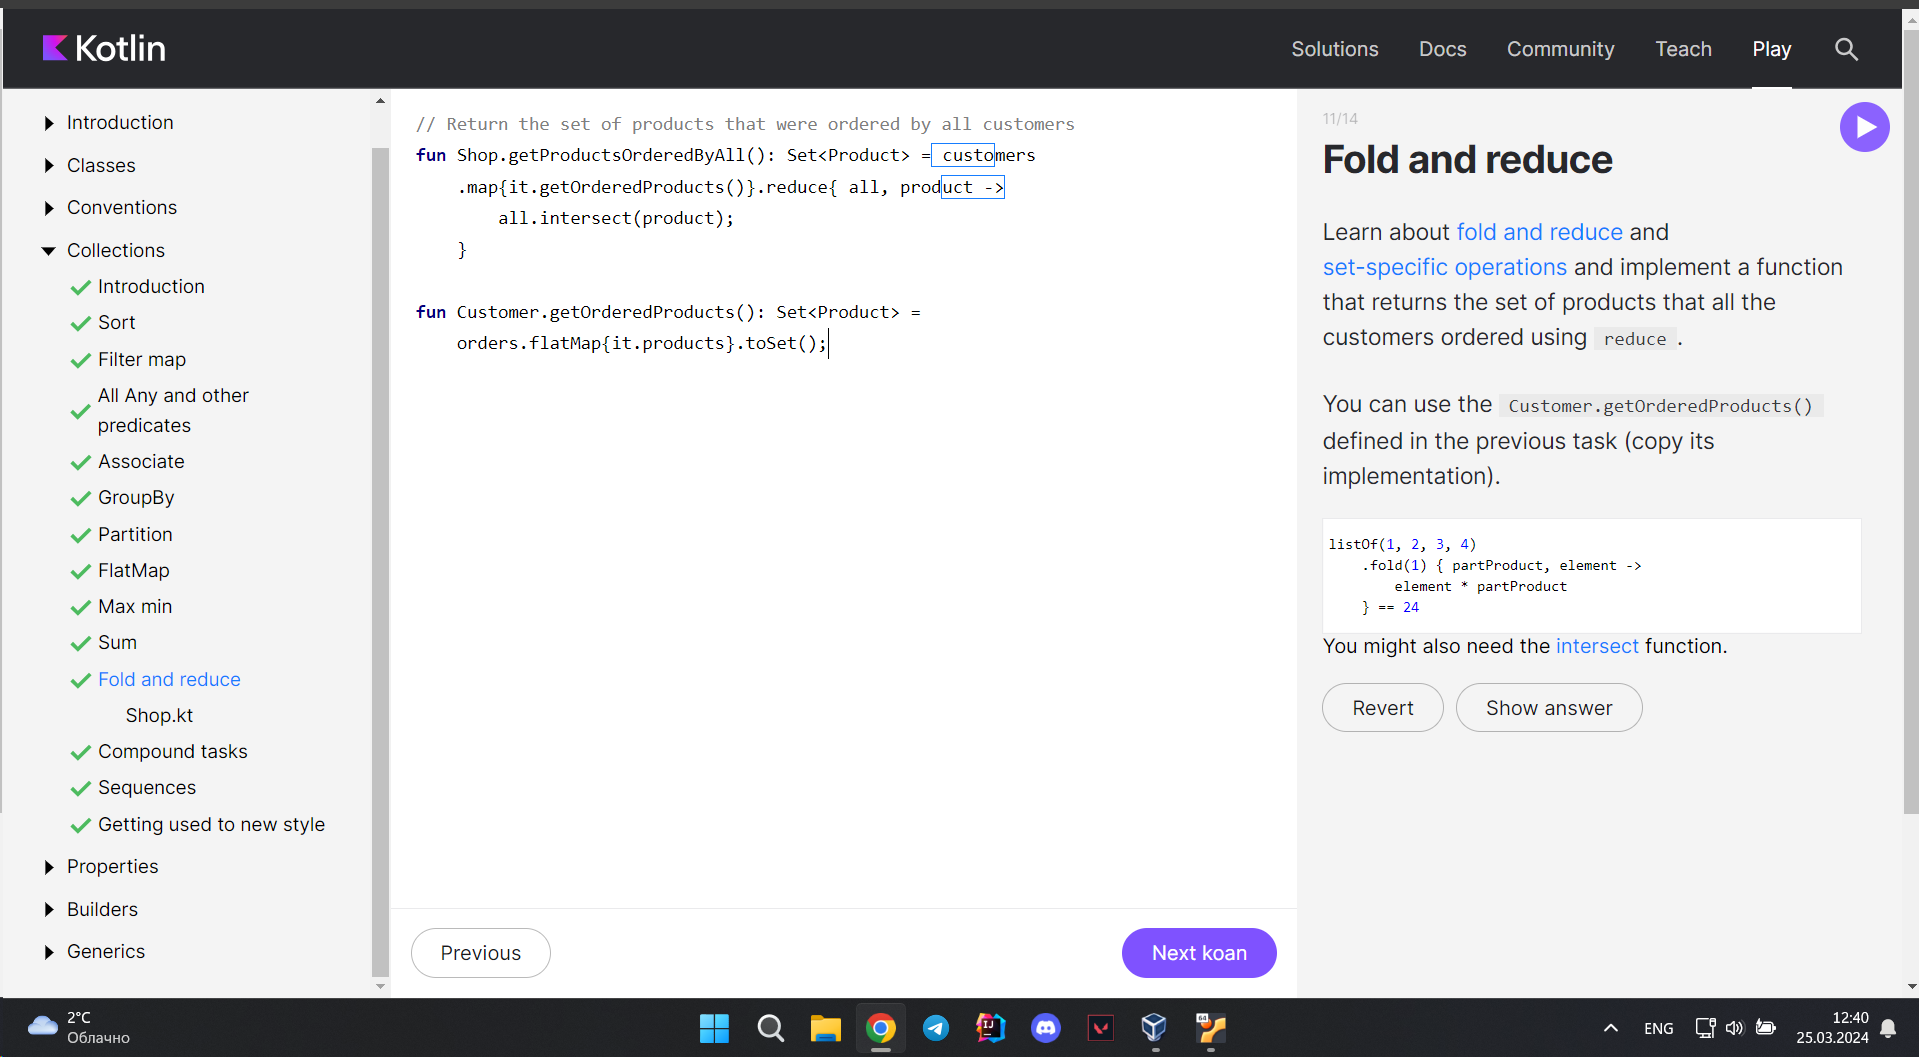 Kotlin
Solutions
Docs
Community
Teach
Play
Introduction
Classes
Conventions
Collections
Introduction
Sort
Filter map
All Any and other
predicates
Associate
GroupBy
Partition
FlatMap
Max min
Sum
Fold and reduce
Shop.kt
Compound tasks
Sequences
Getting used to new style
Properties
Builders
Generics
// Return the set of products that were ordered by all customers
fun Shop.getProductsOrderedByAll(): Set<Product> = customers
    .map{it.getOrderedProducts()}.reduce{ all, product ->
        all.intersect(product);
    }
fun Customer.getOrderedProducts(): Set<Product> =
    orders.flatMap{it.products}.toSet();
Previous
Next koan
11/14
Fold and reduce
Learn about fold and reduce and
set-specific operations and implement a function
that returns the set of products that all the
customers ordered using reduce .
You can use the Customer.getOrderedProducts()
defined in the previous task (copy its
implementation).
listOf(1, 2, 3, 4)
    .fold(1) { partProduct, element ->
        element * partProduct
    } == 24
You might also need the intersect function.
Revert
Show answer
2°C
Облачно
IJ
64
ENG
12:40
25.03.2024